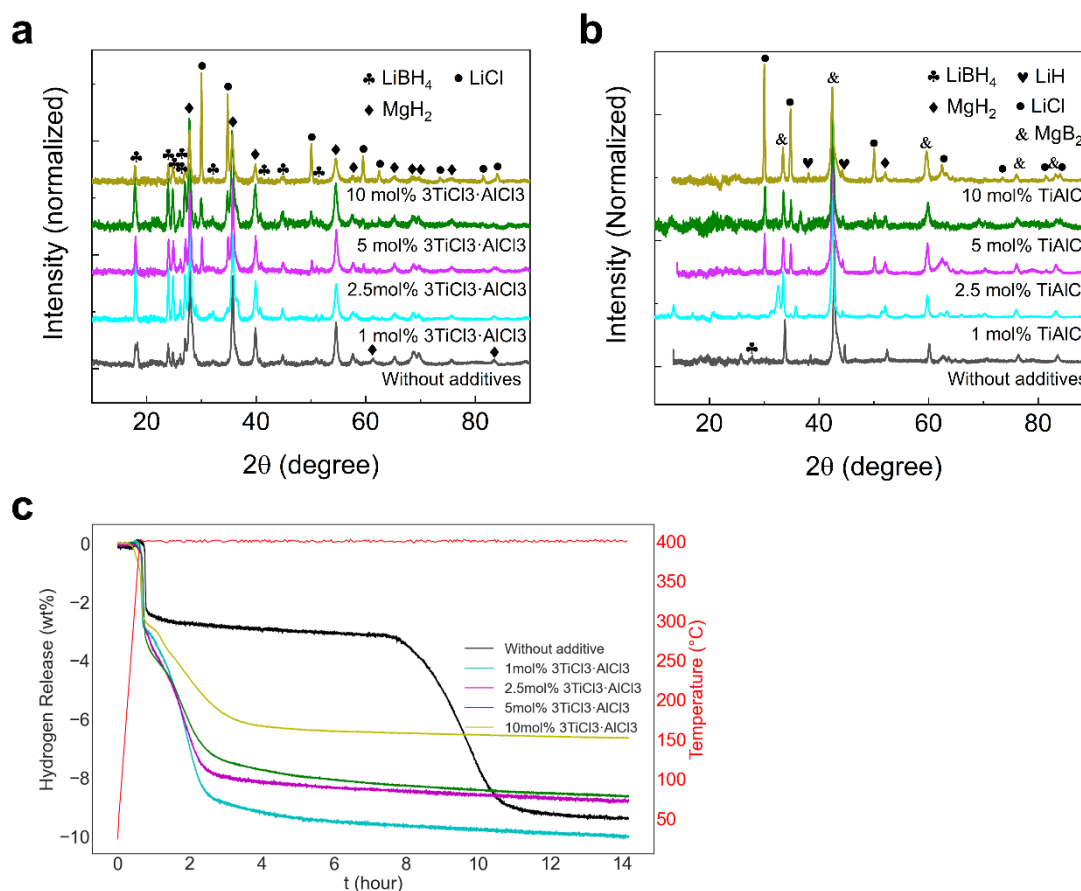 a
Intensity (normalized)
♣ LiBH4 ● LiCl
♦ MgH2
10 mol% 3TiCl3·AlCl3
5 mol% 3TiCl3·AlCl3
2.5mol% 3TiCl3·AlCl3
1 mol% 3TiCl3·AlCl3
Without additives
20 40 60 80
2θ (degree)
b
Intensity (Normalized)
♣ LiBH4 ♥ LiH
♦ MgH2 ● LiCl
& MgB2
& & & & &
10 mol% TiAlC
5 mol% TiAlC
2.5 mol% TiAlC
1 mol% TiAlC
Without additives
20 40 60 80
2θ (degree)
c
Hydrogen Release (wt%)
0
−2
−4
−6
−8
−10
Without additive
1mol% 3TiCl3·AlCl3
2.5mol% 3TiCl3·AlCl3
5mol% 3TiCl3·AlCl3
10mol% 3TiCl3·AlCl3
400
350
300
250
200
150
100
50
Temperature (°C)
0 2 4 6 8 10 12 14
t (hour)